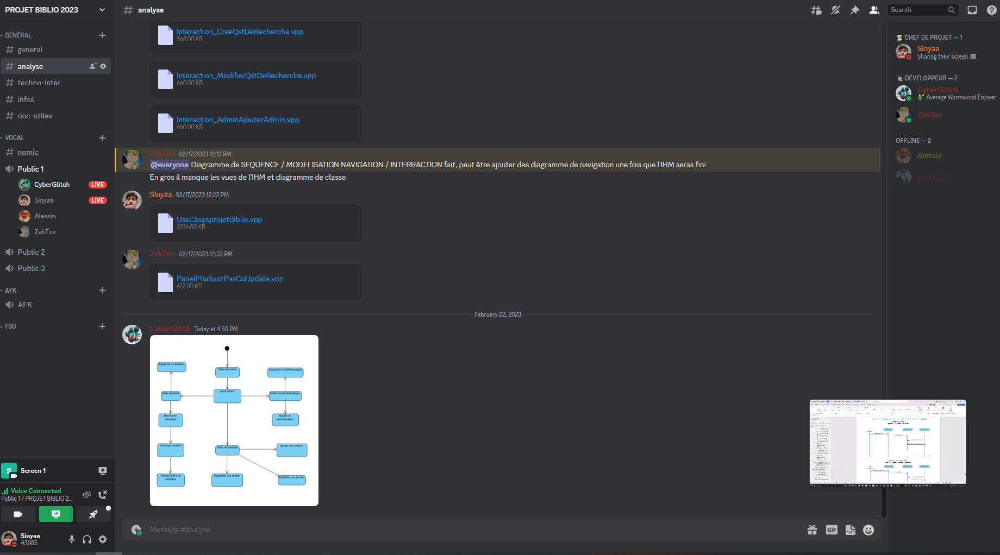 PROJET BIBLIO 2023
# analyse
Search
GÉNÉRAL
general
analyse
techno-inter
infos
doc-utiles
VOCAL
nomic
Public 1
CyberGlitch
LIVE
Sinyaa
LIVE
Alessio
ZakTmr
Public 2
Public 3
AFK
AFK
FBD
S
Screen 1
Voice Connected
Public 1 / PROJET BIBLIO 2...
Sinyaa
#3085
Interaction_CreeQstDeRecherche.vpp
568.00 KB
Interaction_ModifierQstDeRecherche.vpp
660.00 KB
Interaction_AdminAjouterAdmin.vpp
660.00 KB
ZakTmr 02/17/2023 12:12 PM
@everyone Diagramme de SEQUENCE / MODELISATION NAVIGATION / INTERRACTION fait, peut être ajouter des diagramme de navigation une fois que l'IHM seras fini
En gros il manque les vues de l'IHM et diagramme de classe
Sinyaa 02/17/2023 12:22 PM
UseCasesprojetBiblio.vpp
1,016.00 KB
ZakTmr 02/17/2023 12:33 PM
PanelEtudiantPasCoUpdate.vpp
672.00 KB
February 22, 2023
CyberGlitch Today at 4:50 PM
Supprimer un étudiant
Page connexion
Supprimer un administrateur
Gérer étudiant
panel admin
Gérer les administrateurs
Recherche
d'étudiant
Ajouter un
administrateur
Historique étudiant
Gérer les sections
Ajouter une section
Travaux précis de
l'étudiant
Supprimer une section
Modifier une section
Message #analyse
GIF
CHEF DE PROJET — 1
Sinyaa
Sharing their screen
DÉVELOPPEUR — 2
CyberGlitch
Average Wormwood Enjoyer
ZakTmr
OFFLINE — 2
Alessio